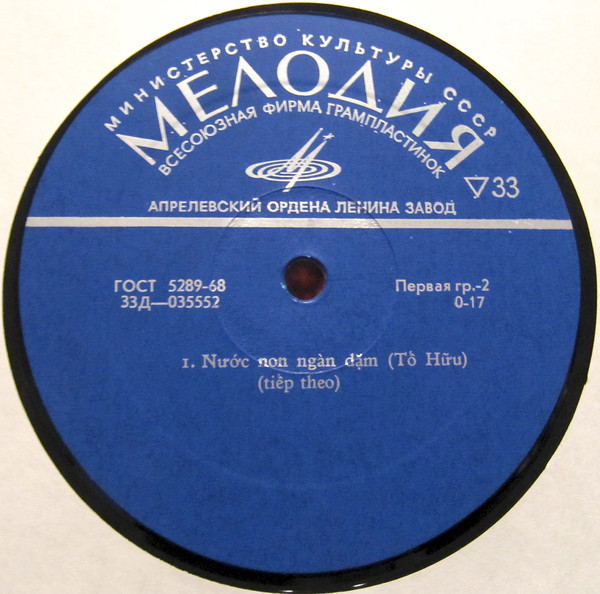 МИНИСТЕРСТВО КУЛЬТУРЫ СССР
МЕЛОДИЯ
ВСЕСОЮЗНАЯ ФИРМА ГРАМПЛАСТИНОК
33
АПРЕЛЕВСКИЙ ОРДЕНА ЛЕНИНА ЗАВОД
ГОСТ 5289-68
33Д—035552
Первая гр.-2
0-17
1. Nước non ngàn dặm (Tố Hữu)
(tiếp theo)